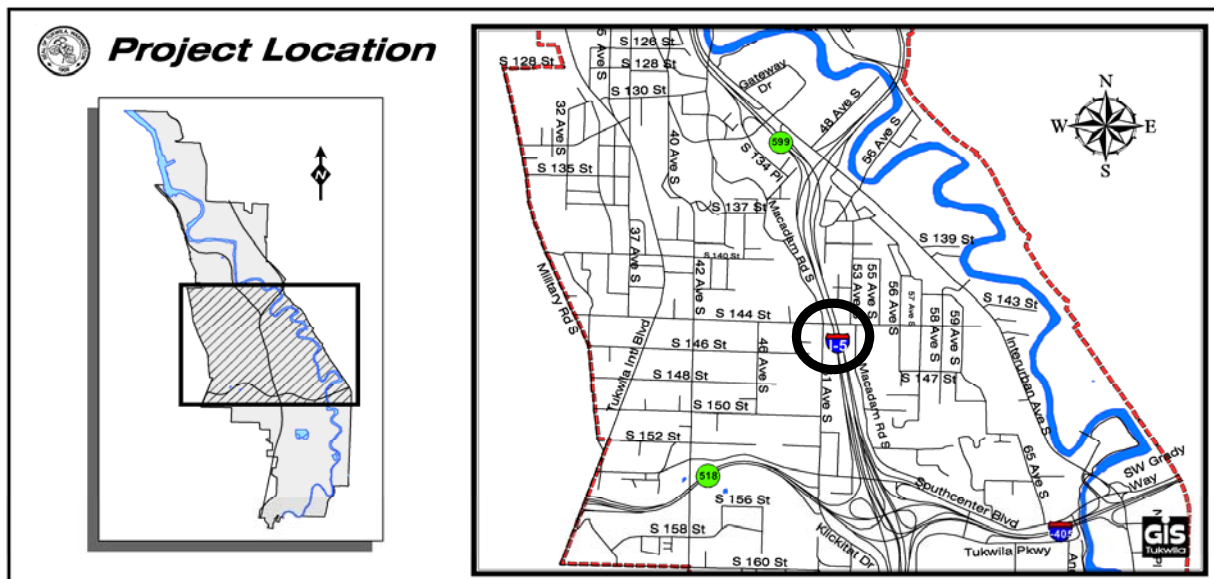 Project Location
N
S 126 St
S 128 St
S 128 St
S 130 St
Gateway
Dr
32 Ave S
40 Ave S
48 Ave S
56 Ave S
599
S 134 Pl
S 135 St
S 137 St
Macadam Rd S
N
W
E
S
S 139 St
37 Ave S
S 140 St
42 Ave S
53 Ave S
55 Ave S
56 Ave S
57 Ave S
58 Ave S
59 Ave S
S 143 St
Military Rd S
S 144 St
Tukwila Intl Blvd
S 146 St
46 Ave S
I-5
Macadam Rd S
S 147 St
Interurban Ave S
S 148 St
S 150 St
S 152 St
65 Ave S
SW Grady
Way
518
S 156 St
Southcenter Blvd
S 158 St
Klickitat Dr
Tukwila Pkwy
S 160 St
GIS
Tukwila